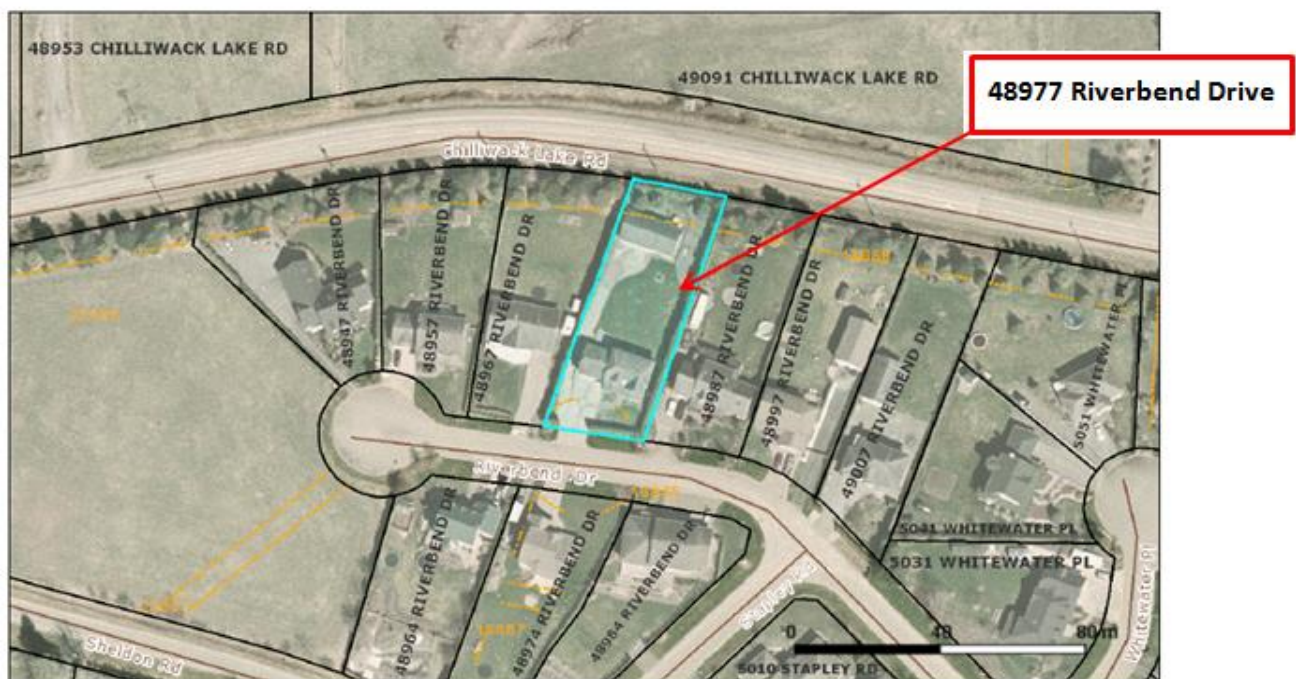 48953 CHILLIWACK LAKE RD
49091 CHILLIWACK LAKE RD
48977 Riverbend Drive
Chilliwack Lake Rd
48947 RIVERBEND DR
48957 RIVERBEND DR
48967 RIVERBEND DR
48987 RIVERBEND DR
48997 RIVERBEND DR
49007 RIVERBEND DR
5051 WHITEWATER PL
5041 WHITEWATER PL
5031 WHITEWATER PL
Riverbend Dr
48964 RIVERBEND DR
48974 RIVERBEND DR
48984 RIVERBEND DR
Stapley Rd
Whitewater Pl
Sheldon Rd
0 40 80 m
5010 STAPLEY RD